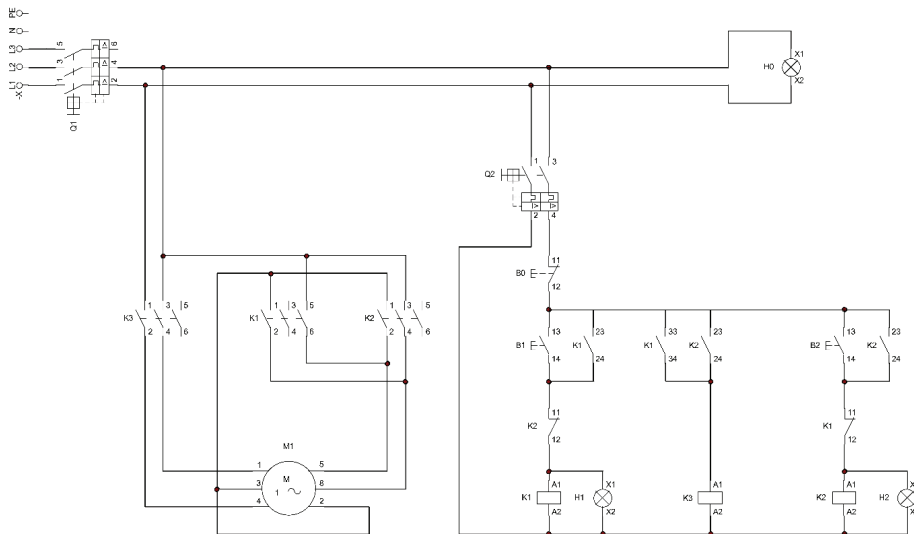 PE
N
L3 5 6
L2 3 4
L1 1 2
-X
Q1
H0 X1
X2
Q2 1 3
2 4
B0 11
12
K3 1 3 5
2 4 6
K1 1 3 5
2 4 6
K2 1 3 5
2 4 6
B1 13
14
K1 23
24
K1 33
34
K2 23
24
B2 13
14
K2 23
24
K2 11
12
K1 11
12
M1
M
1
1 5
3 8
4 2
K1 A1
A2
H1 X1
X2
K3 A1
A2
K2 A1
A2
H2 X
X